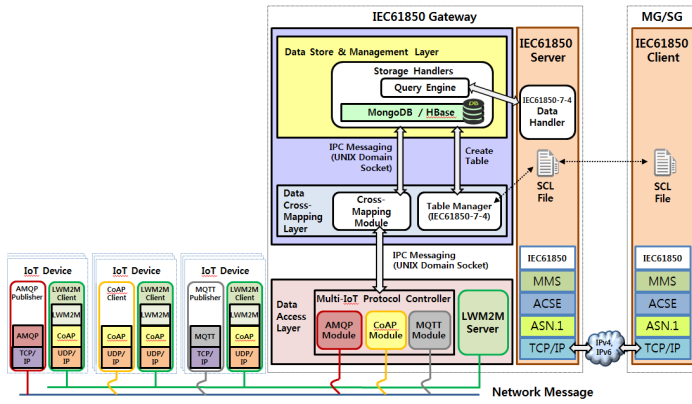 IEC61850 Gateway
MG/SG
Data Store & Management Layer
Storage Handlers
Query Engine
MongoDB / HBase
DB
IEC61850
Server
IEC61850
Client
IEC61850-7-4
Data
Handler
IPC Messaging
(UNIX Domain
Socket)
Create
Table
SCL
File
SCL
File
Data
Cross-
Mapping
Layer
Cross-
Mapping
Module
Table Manager
(IEC61850-7-4)
IPC Messaging
(UNIX Domain Socket)
IoT Device
AMQP
Publisher
AMQP
TCP/
IP
LWM2M
Client
LWM2M
CoAP
UDP/
IP
IoT Device
CoAP
Client
CoAP
UDP/
IP
LWM2M
Client
LWM2M
CoAP
UDP/
IP
IoT Device
MQTT
Publisher
MQTT
TCP/
IP
LWM2M
Client
LWM2M
CoAP
UDP/
IP
Data
Access
Layer
Multi-IoT Protocol Controller
AMQP
Module
CoAP
Module
MQTT
Module
LWM2M
Server
IEC61850
MMS
ACSE
ASN.1
TCP/IP
IPv4,
IPv6
IEC61850
MMS
ACSE
ASN.1
TCP/IP
Network Message